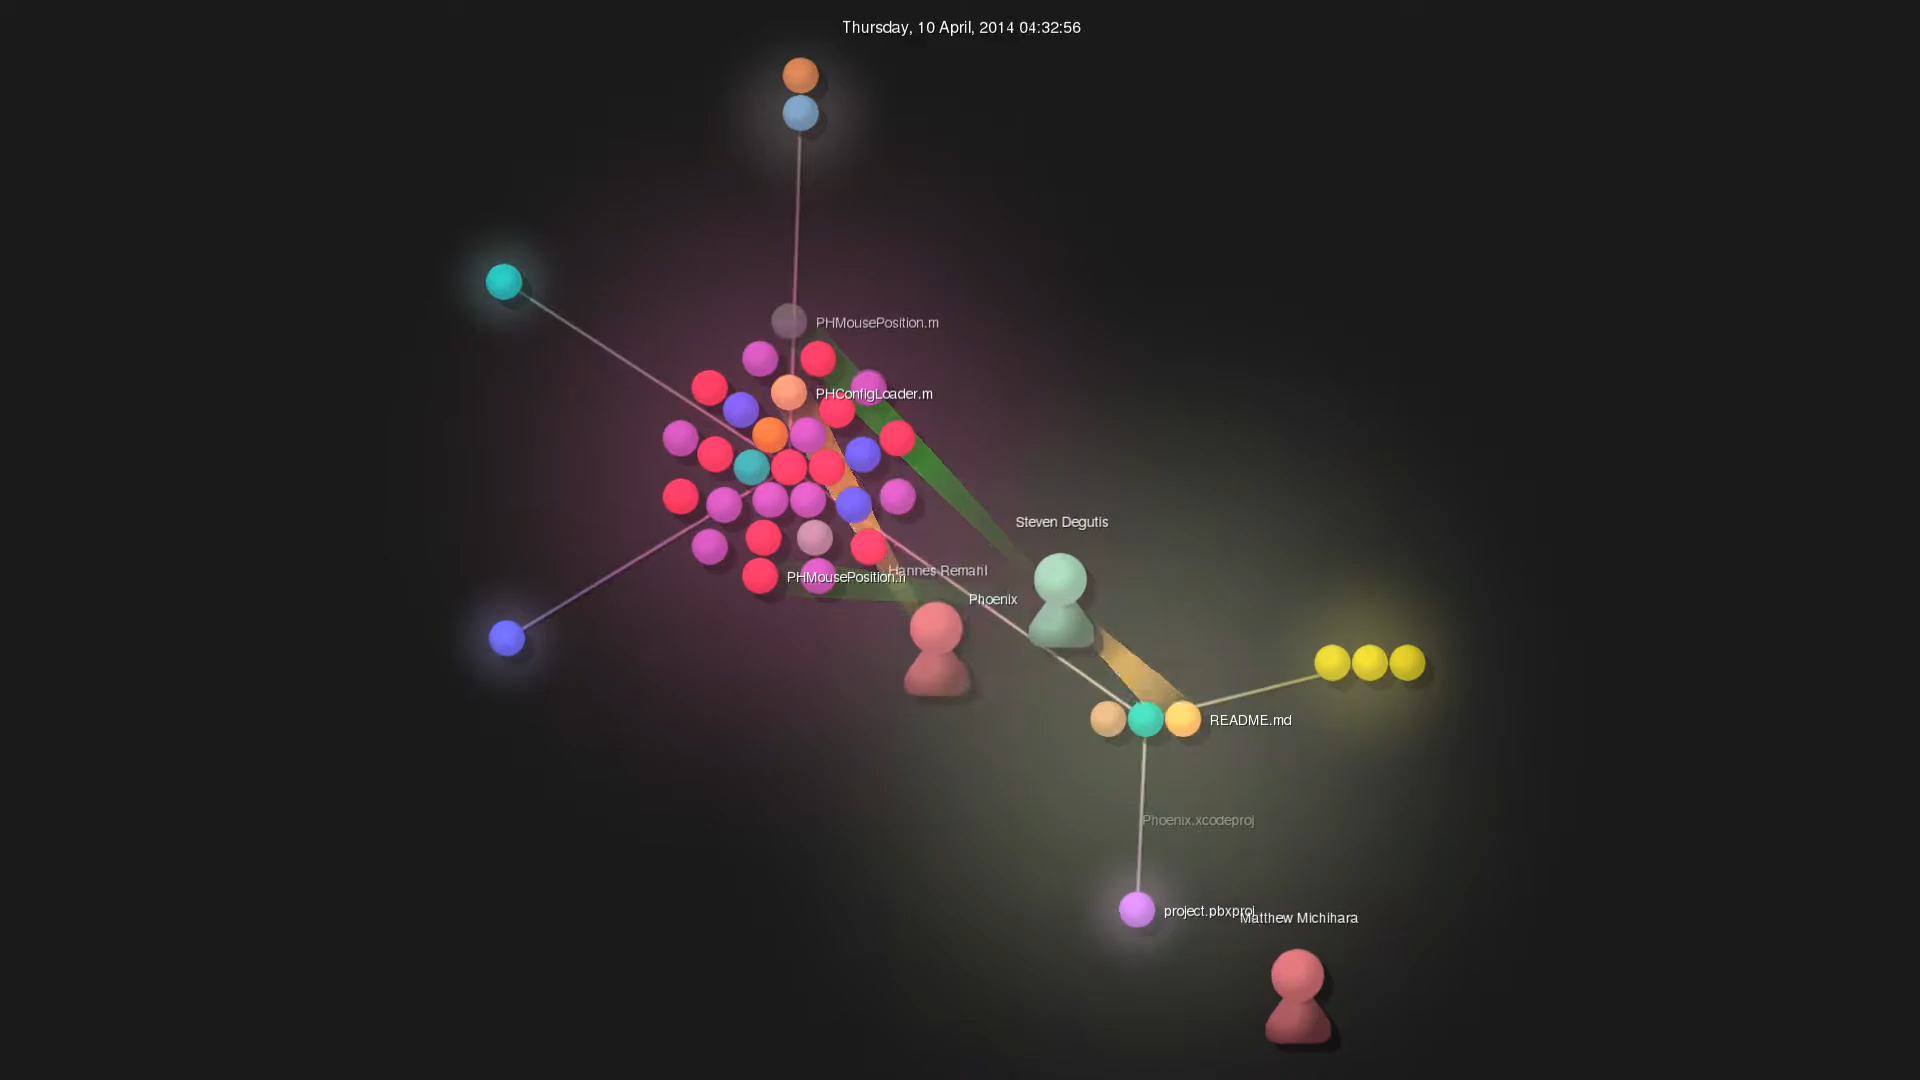 Thursday, 10 April, 2014 04:32:56
PHMousePosition.m
PHConfigLoader.m
Steven Degutis
Hannes Remahl
PHMousePosition.h
Phoenix
README.md
Phoenix.xcodeproj
project.pbxproj
Matthew Michihara